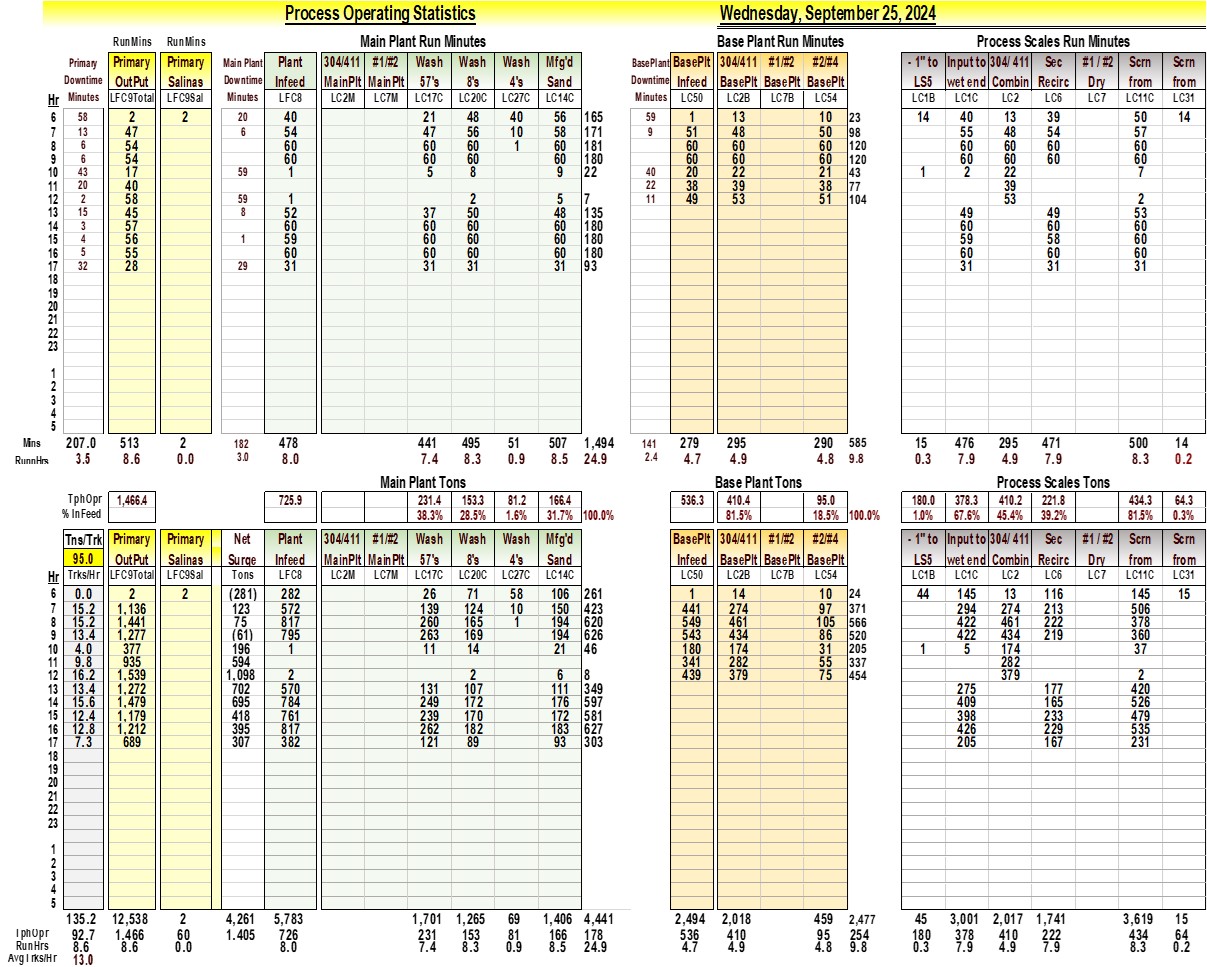 Process Operating Statistics Wednesday, September 25, 2024
RunMins RunMins Main Plant Run Minutes Base Plant Run Minutes Process Scales Run Minutes
Primary Primary Primary Main Plant Plant 304/411 #1/#2 Wash Wash Wash Mfg'd BasePlant BasePlt 304/411 #1/#2 #2/#4 - 1" to Input to 304/ 411 Sec #1 / #2 Scrn Scrn
Downtime OutPut Salinas Downtime Infeed MainPlt MainPlt 57's 8's 4's Sand Downtime Infeed BasePlt BasePlt BasePlt LS5 wet end Combin Recirc Dry from from
Hr Minutes LFC9Total LFC9Sal Minutes LFC8 LC2M LC7M LC17C LC20C LC27C LC14C Minutes LC50 LC2B LC7B LC54 LC1B LC1C LC2 LC6 LC7 LC11C LC31
6 58 2 2 20 40 21 48 40 56 165 59 1 13 10 23 14 40 13 39 50 14
7 13 47 6 54 47 56 10 58 171 9 51 48 50 98 55 48 54 57
8 6 54 60 60 60 1 60 181 60 60 60 120 60 60 60 60
9 6 54 60 60 60 60 180 60 60 60 120 60 60 60 60
10 43 17 59 1 5 8 9 22 40 20 22 21 43 1 2 22 7
11 20 40 22 38 39 38 77 39
12 2 58 59 1 2 5 7 11 49 53 51 104 53 2
13 15 45 8 52 37 50 48 135 49 49 53
14 3 57 60 60 60 60 180 60 60 60
15 4 56 1 59 60 60 60 180 59 58 60
16 5 55 60 60 60 60 180 60 60 60
17 32 28 29 31 31 31 31 93 31 31 31
18
19
20
21
22
23
1
2
3
4
5
Mins 207.0 513 2 182 478 441 495 51 507 1,494 141 279 295 290 585 15 476 295 471 500 14
RunnHrs 3.5 8.6 0.0 3.0 8.0 7.4 8.3 0.9 8.5 24.9 2.4 4.7 4.9 4.8 9.8 0.3 7.9 4.9 7.9 8.3 0.2
Main Plant Tons Base Plant Tons Process Scales Tons
TphOpr 1,466.4 725.9 231.4 153.3 81.2 166.4 536.3 410.4 95.0 180.0 378.3 410.2 221.8 434.3 64.3
% InFeed 38.3% 28.5% 1.6% 31.7% 100.0% 81.5% 18.5% 100.0% 1.0% 67.6% 45.4% 39.2% 81.5% 0.3%
Tns/Trk Primary Primary Net Plant 304/411 #1/#2 Wash Wash Wash Mfg'd BasePlt 304/411 #1/#2 #2/#4 - 1" to Input to 304/ 411 Sec #1 / #2 Scrn Scrn
95.0 OutPut Salinas Surge Infeed MainPlt MainPlt 57's 8's 4's Sand Infeed BasePlt BasePlt BasePlt LS5 wet end Combin Recirc Dry from from
Hr Trks/Hr LFC9Total LFC9Sal Tons LFC8 LC2M LC7M LC17C LC20C LC27C LC14C LC50 LC2B LC7B LC54 LC1B LC1C LC2 LC6 LC7 LC11C LC31
6 0.0 2 2 (281) 282 26 71 58 106 261 1 14 10 24 44 145 13 116 145 15
7 15.2 1,136 123 572 139 124 10 150 423 441 274 97 371 294 274 213 506
8 15.2 1,441 75 817 260 165 1 194 620 549 461 105 566 422 461 222 378
9 13.4 1,277 (61) 795 263 169 194 626 543 434 86 520 422 434 219 360
10 4.0 377 196 1 11 14 21 46 180 174 31 205 1 5 174 37
11 9.8 935 594 341 282 55 337 282
12 16.2 1,539 1,098 2 2 6 8 439 379 75 454 379 2
13 13.4 1,272 702 570 131 107 111 349 275 177 420
14 15.6 1,479 695 784 249 172 176 597 409 165 526
15 12.4 1,179 418 761 239 170 172 581 398 233 479
16 12.8 1,212 395 817 262 182 183 627 426 229 535
17 7.3 689 307 382 121 89 93 303 205 167 231
18
19
20
21
22
23
1
2
3
4
5
135.2 12,538 2 4,261 5,783 1,701 1,265 69 1,406 4,441 2,494 2,018 459 2,477 45 3,001 2,017 1,741 3,619 15
TphOpr 92.7 1,466 60 1.405 726 231 153 81 166 178 536 410 95 254 180 378 410 222 434 64
RunHrs 8.6 8.6 0.0 8.0 7.4 8.3 0.9 8.5 24.9 4.7 4.9 4.8 9.8 0.3 7.9 4.9 7.9 8.3 0.2
Avg Trks/Hr 13.0